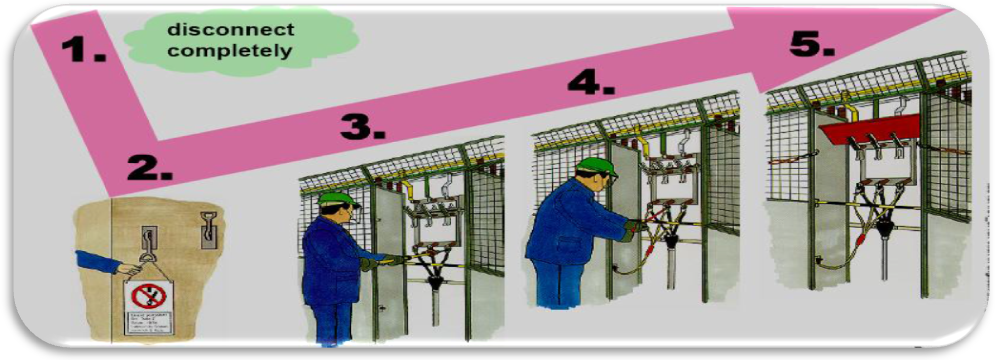 1.
disconnect
completely
2.
3.
4.
5.